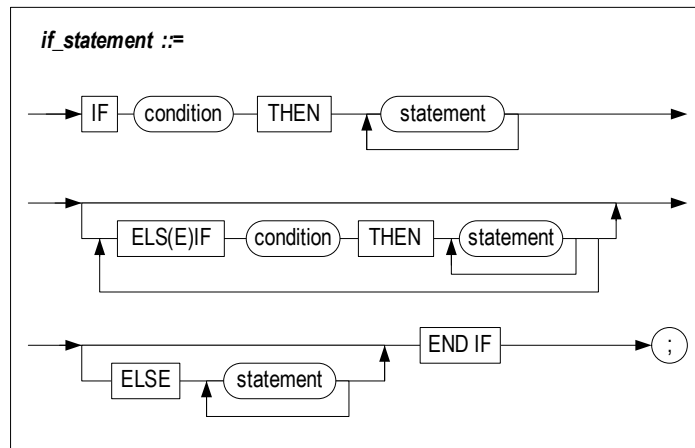 if_statement ::=
IF condition THEN statement
ELS(E)IF condition THEN statement
ELSE statement END IF ;